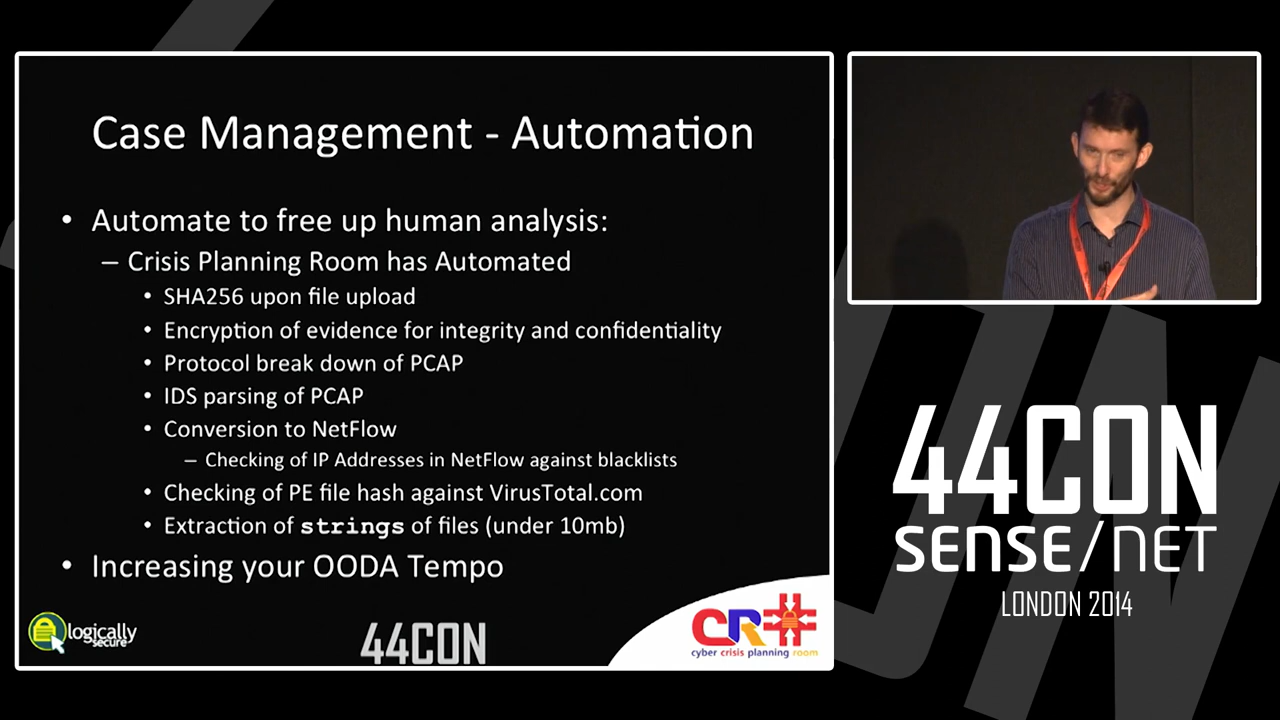 Case Management - Automation
• Automate to free up human analysis:
– Crisis Planning Room has Automated
• SHA256 upon file upload
• Encryption of evidence for integrity and confidentiality
• Protocol break down of PCAP
• IDS parsing of PCAP
• Conversion to NetFlow
– Checking of IP Addresses in NetFlow against blacklists
• Checking of PE file hash against VirusTotal.com
• Extraction of strings of files (under 10mb)
• Increasing your OODA Tempo
logically
secure
44CON
CR
cyber crisis planning room
44CON
SENSE/NET
LONDON 2014